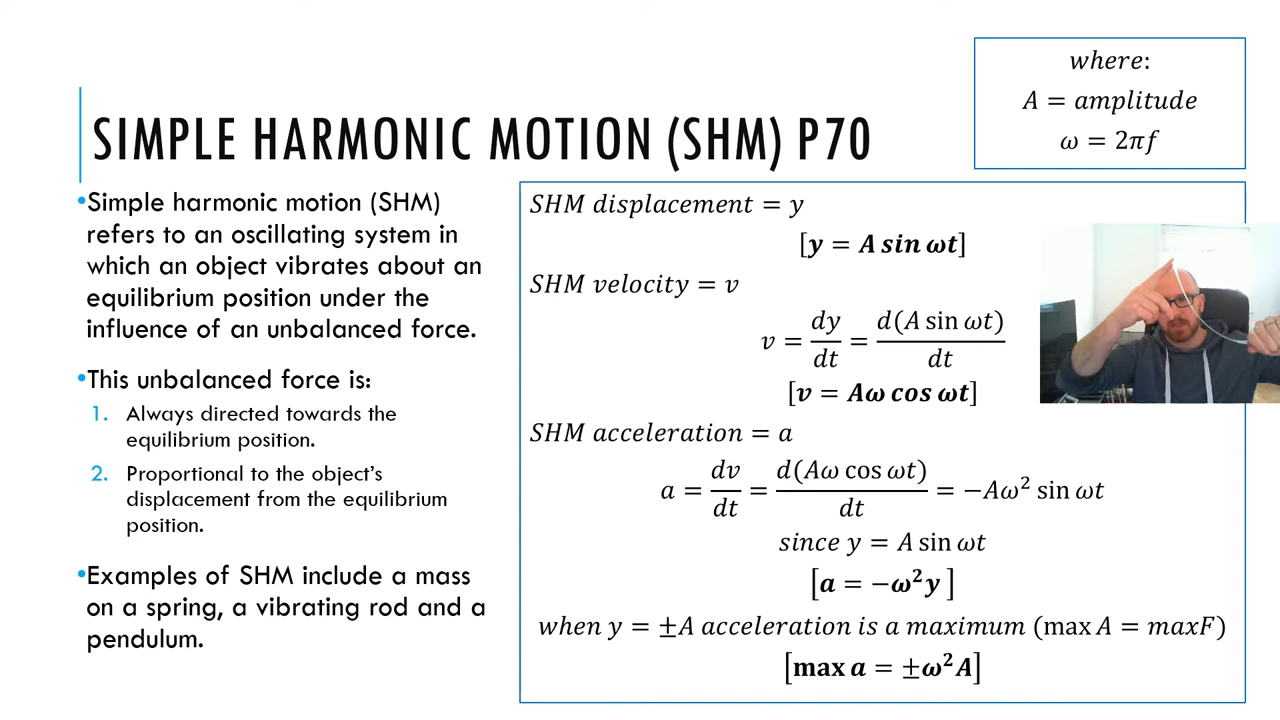 SIMPLE HARMONIC MOTION (SHM) P70
where:
A = amplitude
ω = 2πf
•Simple harmonic motion (SHM)
refers to an oscillating system in
which an object vibrates about an
equilibrium position under the
influence of an unbalanced force.
•This unbalanced force is:
1. Always directed towards the
equilibrium position.
2. Proportional to the object's
displacement from the equilibrium
position.
•Examples of SHM include a mass
on a spring, a vibrating rod and a
pendulum.
SHM displacement = y
[y = A sin ωt]
SHM velocity = v
v = dy/dt = d(A sin ωt)/dt
[v = Aω cos ωt]
SHM acceleration = a
a = dv/dt = d(Aω cos ωt)/dt = −Aω² sin ωt
since y = A sin ωt
[a = −ω²y ]
when y = ±A acceleration is a maximum (max A = maxF)
[max a = ±ω²A]